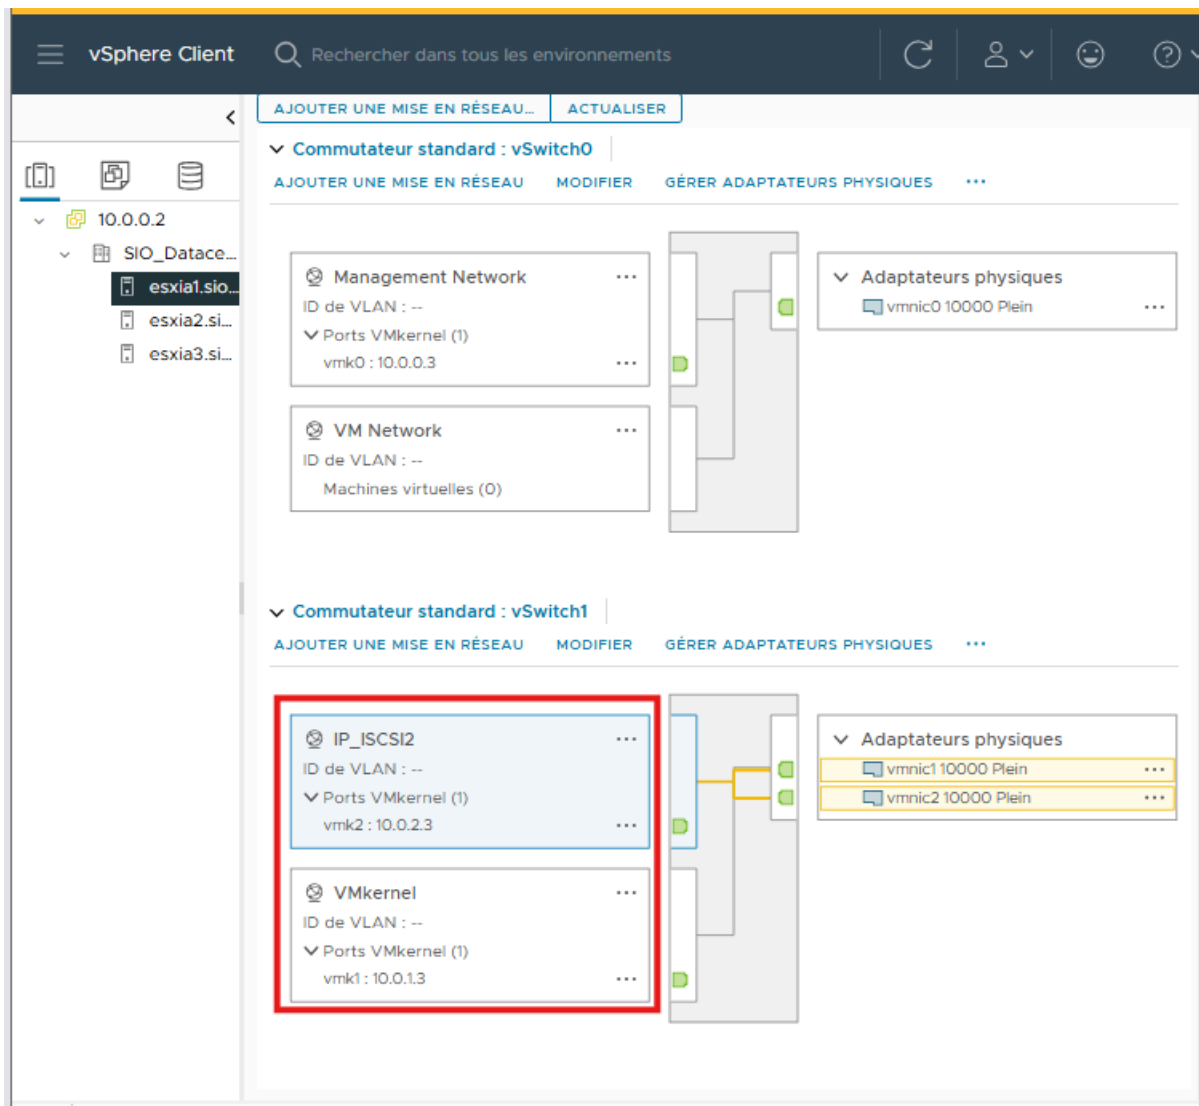 vSphere Client
Rechercher dans tous les environnements
AJOUTER UNE MISE EN RÉSEAU... ACTUALISER
10.0.0.2
SIO_Datace...
esxia1.sio...
esxia2.si...
esxia3.si...
Commutateur standard : vSwitch0
AJOUTER UNE MISE EN RÉSEAU MODIFIER GÉRER ADAPTATEURS PHYSIQUES ...
Management Network ...
ID de VLAN : --
Ports VMkernel (1)
vmk0 : 10.0.0.3 ...
VM Network ...
ID de VLAN : --
Machines virtuelles (0)
Adaptateurs physiques
vmnic0 10000 Plein ...
Commutateur standard : vSwitch1
AJOUTER UNE MISE EN RÉSEAU MODIFIER GÉRER ADAPTATEURS PHYSIQUES ...
IP_ISCSI2 ...
ID de VLAN : --
Ports VMkernel (1)
vmk2 : 10.0.2.3 ...
VMkernel ...
ID de VLAN : --
Ports VMkernel (1)
vmk1 : 10.0.1.3 ...
Adaptateurs physiques
vmnic1 10000 Plein ...
vmnic2 10000 Plein ...